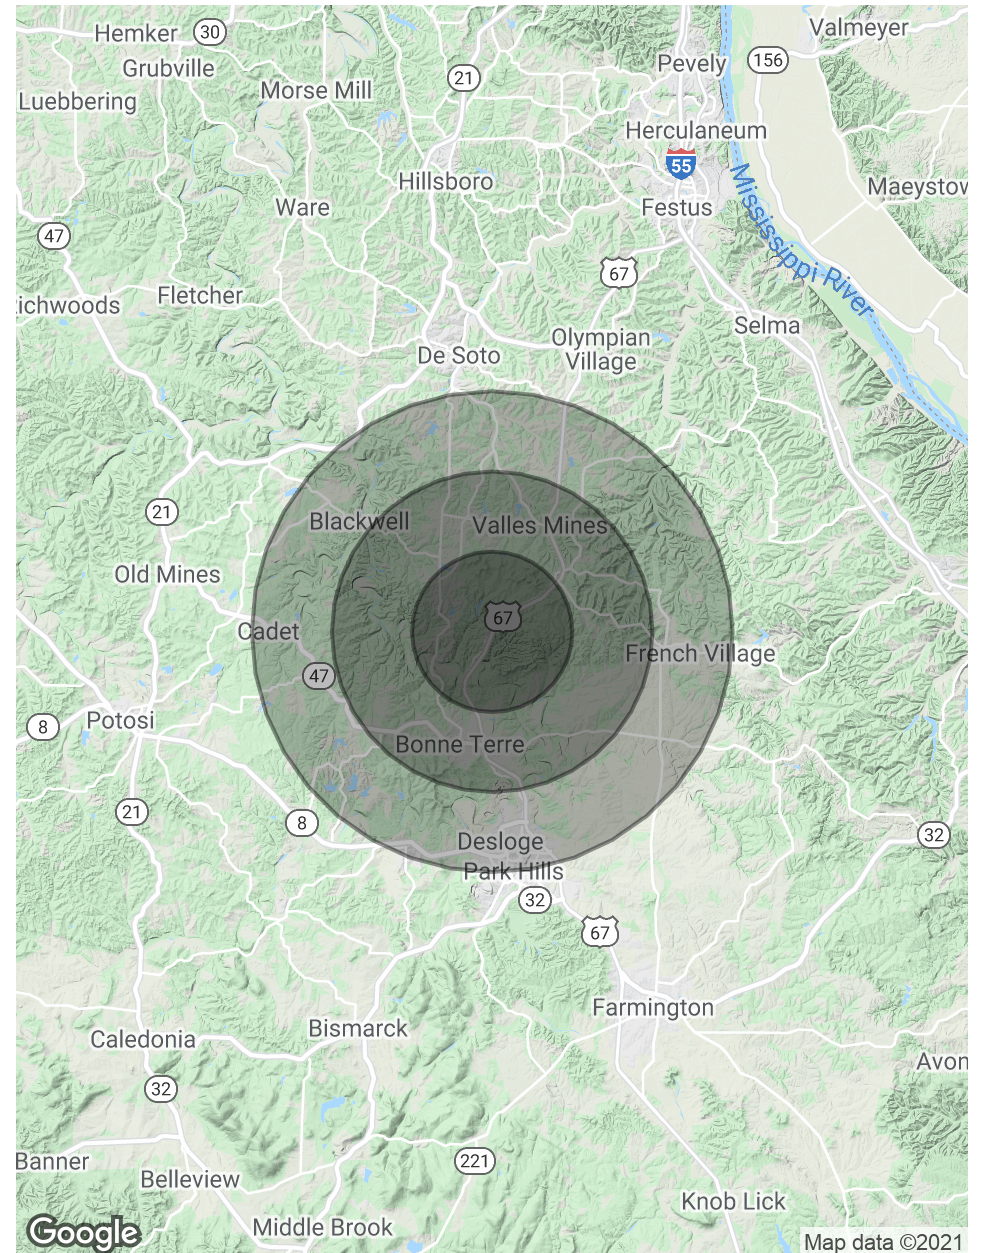 Hemker
30
Valmeyer
Grubville
Pevely
156
21
Luebbering
Morse Mill
Herculaneum
55
Hillsboro
Maeystow
Ware
Festus
Mississippi River
47
67
Fletcher
ichwoods
Selma
Olympian
Village
De Soto
21
Blackwell
Valles Mines
Old Mines
67
Cadet
French Village
47
Potosi
8
Bonne Terre
21
8
32
Desloge
Park Hills
32
67
Farmington
Bismarck
Caledonia
Avon
32
Banner
221
Belleview
Knob Lick
Middle Brook
Google
Map data ©2021